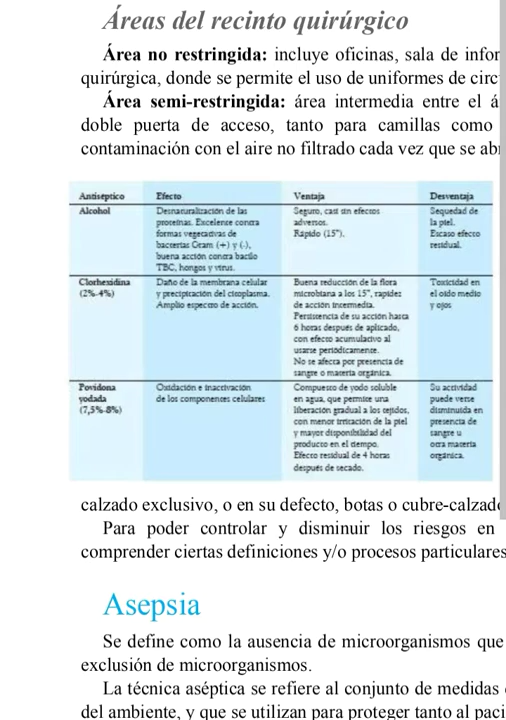 Áreas del recinto quirúrgico
Área no restringida: incluye oficinas, sala de infor
quirúrgica, donde se permite el uso de uniformes de circ
Área semi-restringida: área intermedia entre el á
doble puerta de acceso, tanto para camillas como
contaminación con el aire no filtrado cada vez que se abr
Antiséptico Efecto Ventaja Desventaja
Alcohol
Desnaturalización de las
proteínas. Excelente contra
formas vegetativas de
bacterias Gram (+) y (-),
buena acción contra bacilo
TBC, hongos y virus.
Seguro, casi sin efectos
adversos.
Rápido (15").
Sequedad de
la piel.
Escaso efecto
residual.
Clorhexidina
(2%-4%)
Daño de la membrana celular
y precipitación del citoplasma.
Amplio espectro de acción.
Buena reducción de la flora
microbiana a los 15", rapidez
de acción intermedia.
Persistencia de su acción hasta
6 horas después de aplicado,
con efecto acumulativo al
usarse periódicamente.
No se afecta por presencia de
sangre o materia orgánica.
Toxicidad en
el oído medio
y ojos
Povidona
yodada
(7,5%-8%)
Oxidación e inactivación
de los componentes celulares
Compuesto de yodo soluble
en agua, que permite una
liberación gradual a los tejidos,
con menor irritación de la piel
y mayor disponibilidad del
producto en el tiempo.
Efecto residual de 4 horas
después de secado.
Su actividad
puede verse
disminuida en
presencia de
sangre u
otra materia
orgánica.
calzado exclusivo, o en su defecto, botas o cubre-calzado
Para poder controlar y disminuir los riesgos en
comprender ciertas definiciones y/o procesos particulares
Asepsia
Se define como la ausencia de microorganismos que
exclusión de microorganismos.
La técnica aséptica se refiere al conjunto de medidas
del ambiente, y que se utilizan para proteger tanto al paci